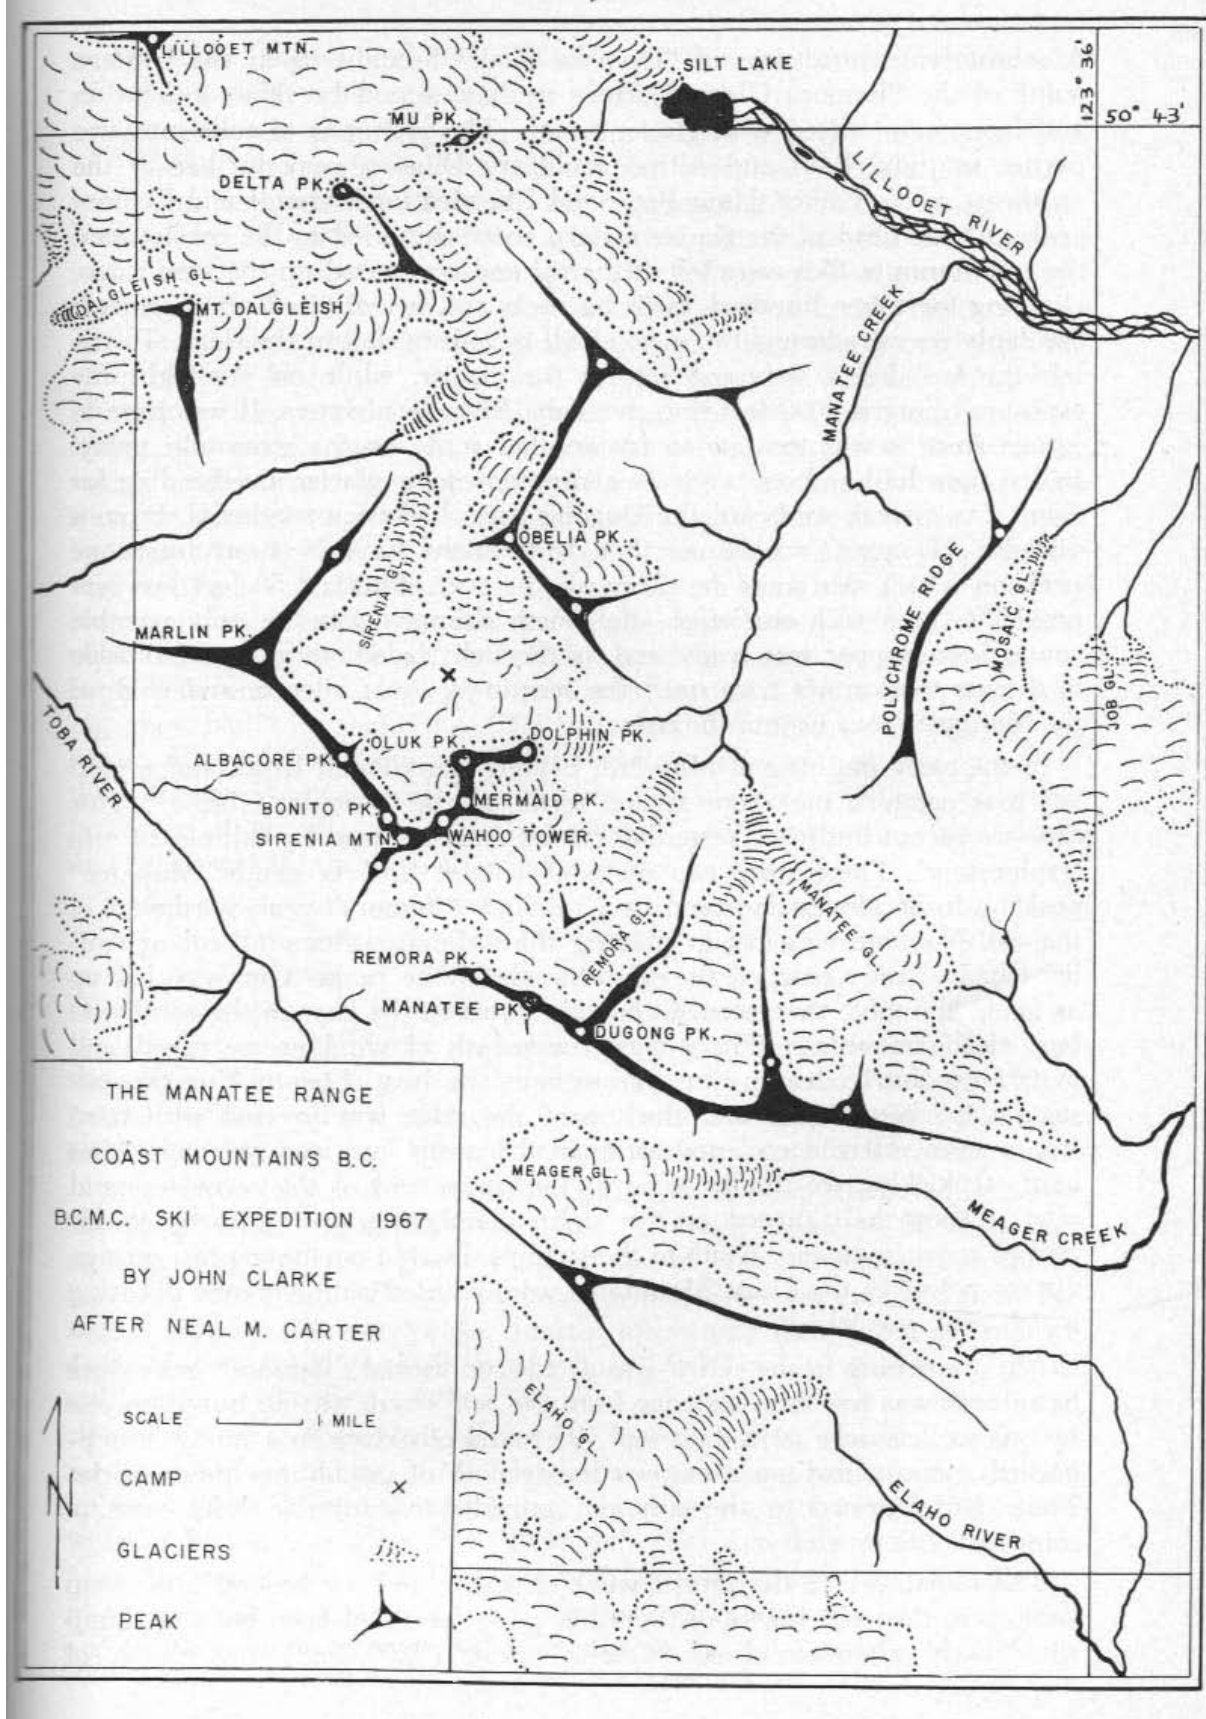 LILLOOET MTN.
SILT LAKE
123° 36'
50° 43'
MU PK.
LILLOOET RIVER
DELTA PK.
DALGLEISH GL.
MT. DALGLEISH
MANATEE CREEK
OBELIA PK.
SIRENIA GL.
POLYCHROME RIDGE
MOSAIC GL.
MARLIN PK.
JOB GL.
TOBA RIVER
OLUK PK.
DOLPHIN PK.
ALBACORE PK.
BONITO PK.
MERMAID PK.
SIRENIA MTN.
WAHOO TOWER
MANATEE GL.
REMORA GL.
REMORA PK.
MANATEE PK.
DUGONG PK.
MEAGER GL.
MEAGER CREEK
ELAHO GL.
ELAHO RIVER
THE MANATEE RANGE
COAST MOUNTAINS B.C.
B.C.M.C. SKI EXPEDITION 1967
BY JOHN CLARKE
AFTER NEAL M. CARTER
SCALE 1 MILE
N
CAMP ×
GLACIERS
PEAK